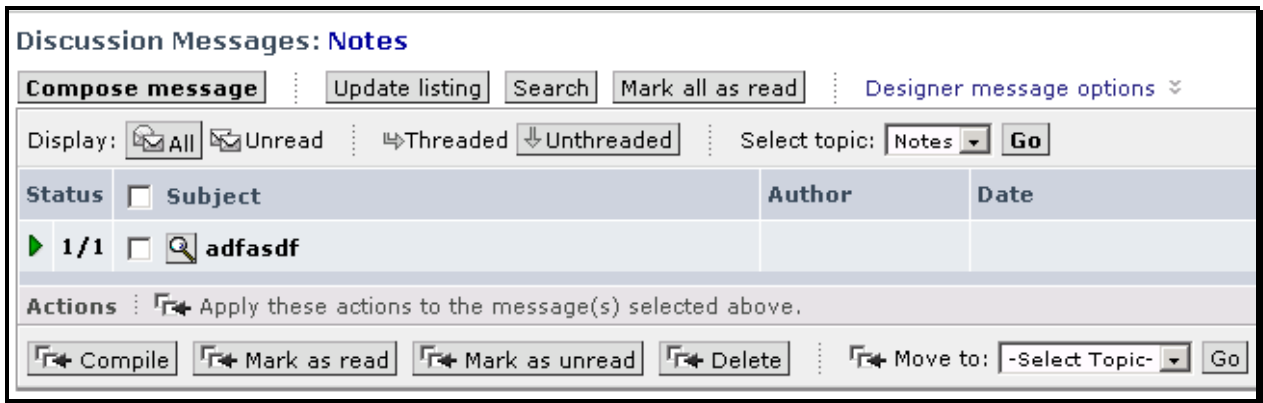 Discussion Messages: Notes
Compose message Update listing Search Mark all as read Designer message options
Display: All Unread Threaded Unthreaded Select topic: Notes Go
Status Subject Author Date
1/1 adfasdf
Actions Apply these actions to the message(s) selected above.
Compile Mark as read Mark as unread Delete Move to: -Select Topic- Go